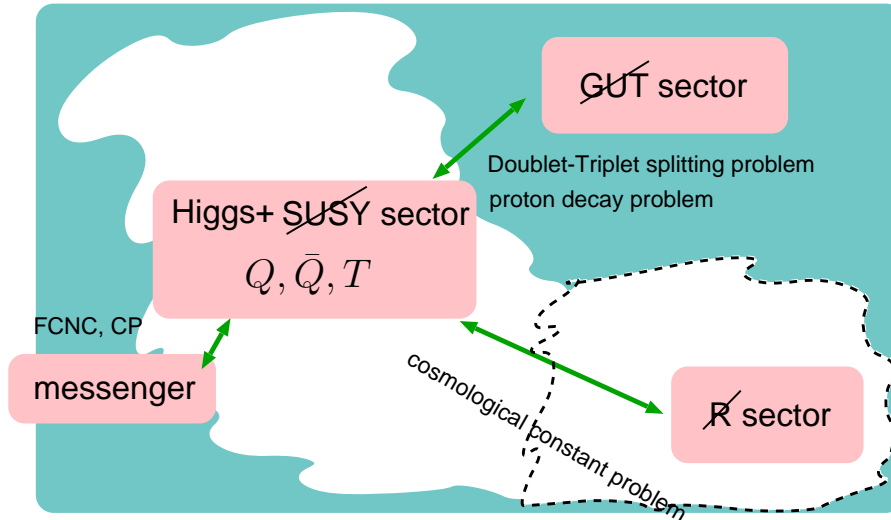 GUT sector
Doublet-Triplet splitting problem
proton decay problem
Higgs+ SUSY sector
Q, Q̄, T
FCNC, CP
messenger
cosmological constant problem
R sector